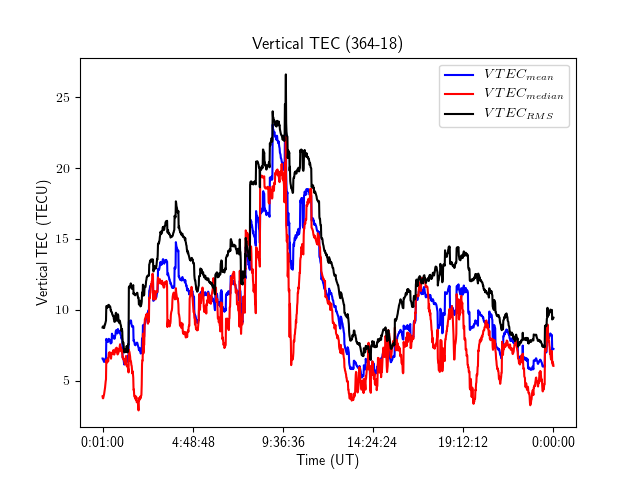 Vertical TEC (364-18)
VTEC_mean
VTEC_median
VTEC_RMS
25
20
15
10
5
Vertical TEC (TECU)
0:01:00 4:48:48 9:36:36 14:24:24 19:12:12 0:00:00
Time (UT)